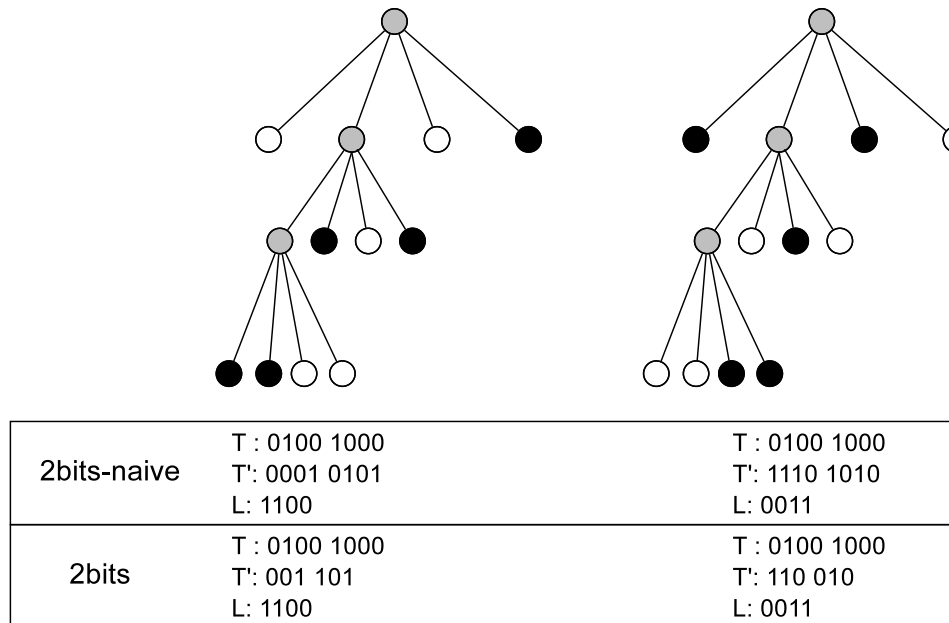 2bits-naive
T : 0100 1000
T': 0001 0101
L: 1100
T : 0100 1000
T': 1110 1010
L: 0011
2bits
T : 0100 1000
T': 001 101
L: 1100
T : 0100 1000
T': 110 010
L: 0011